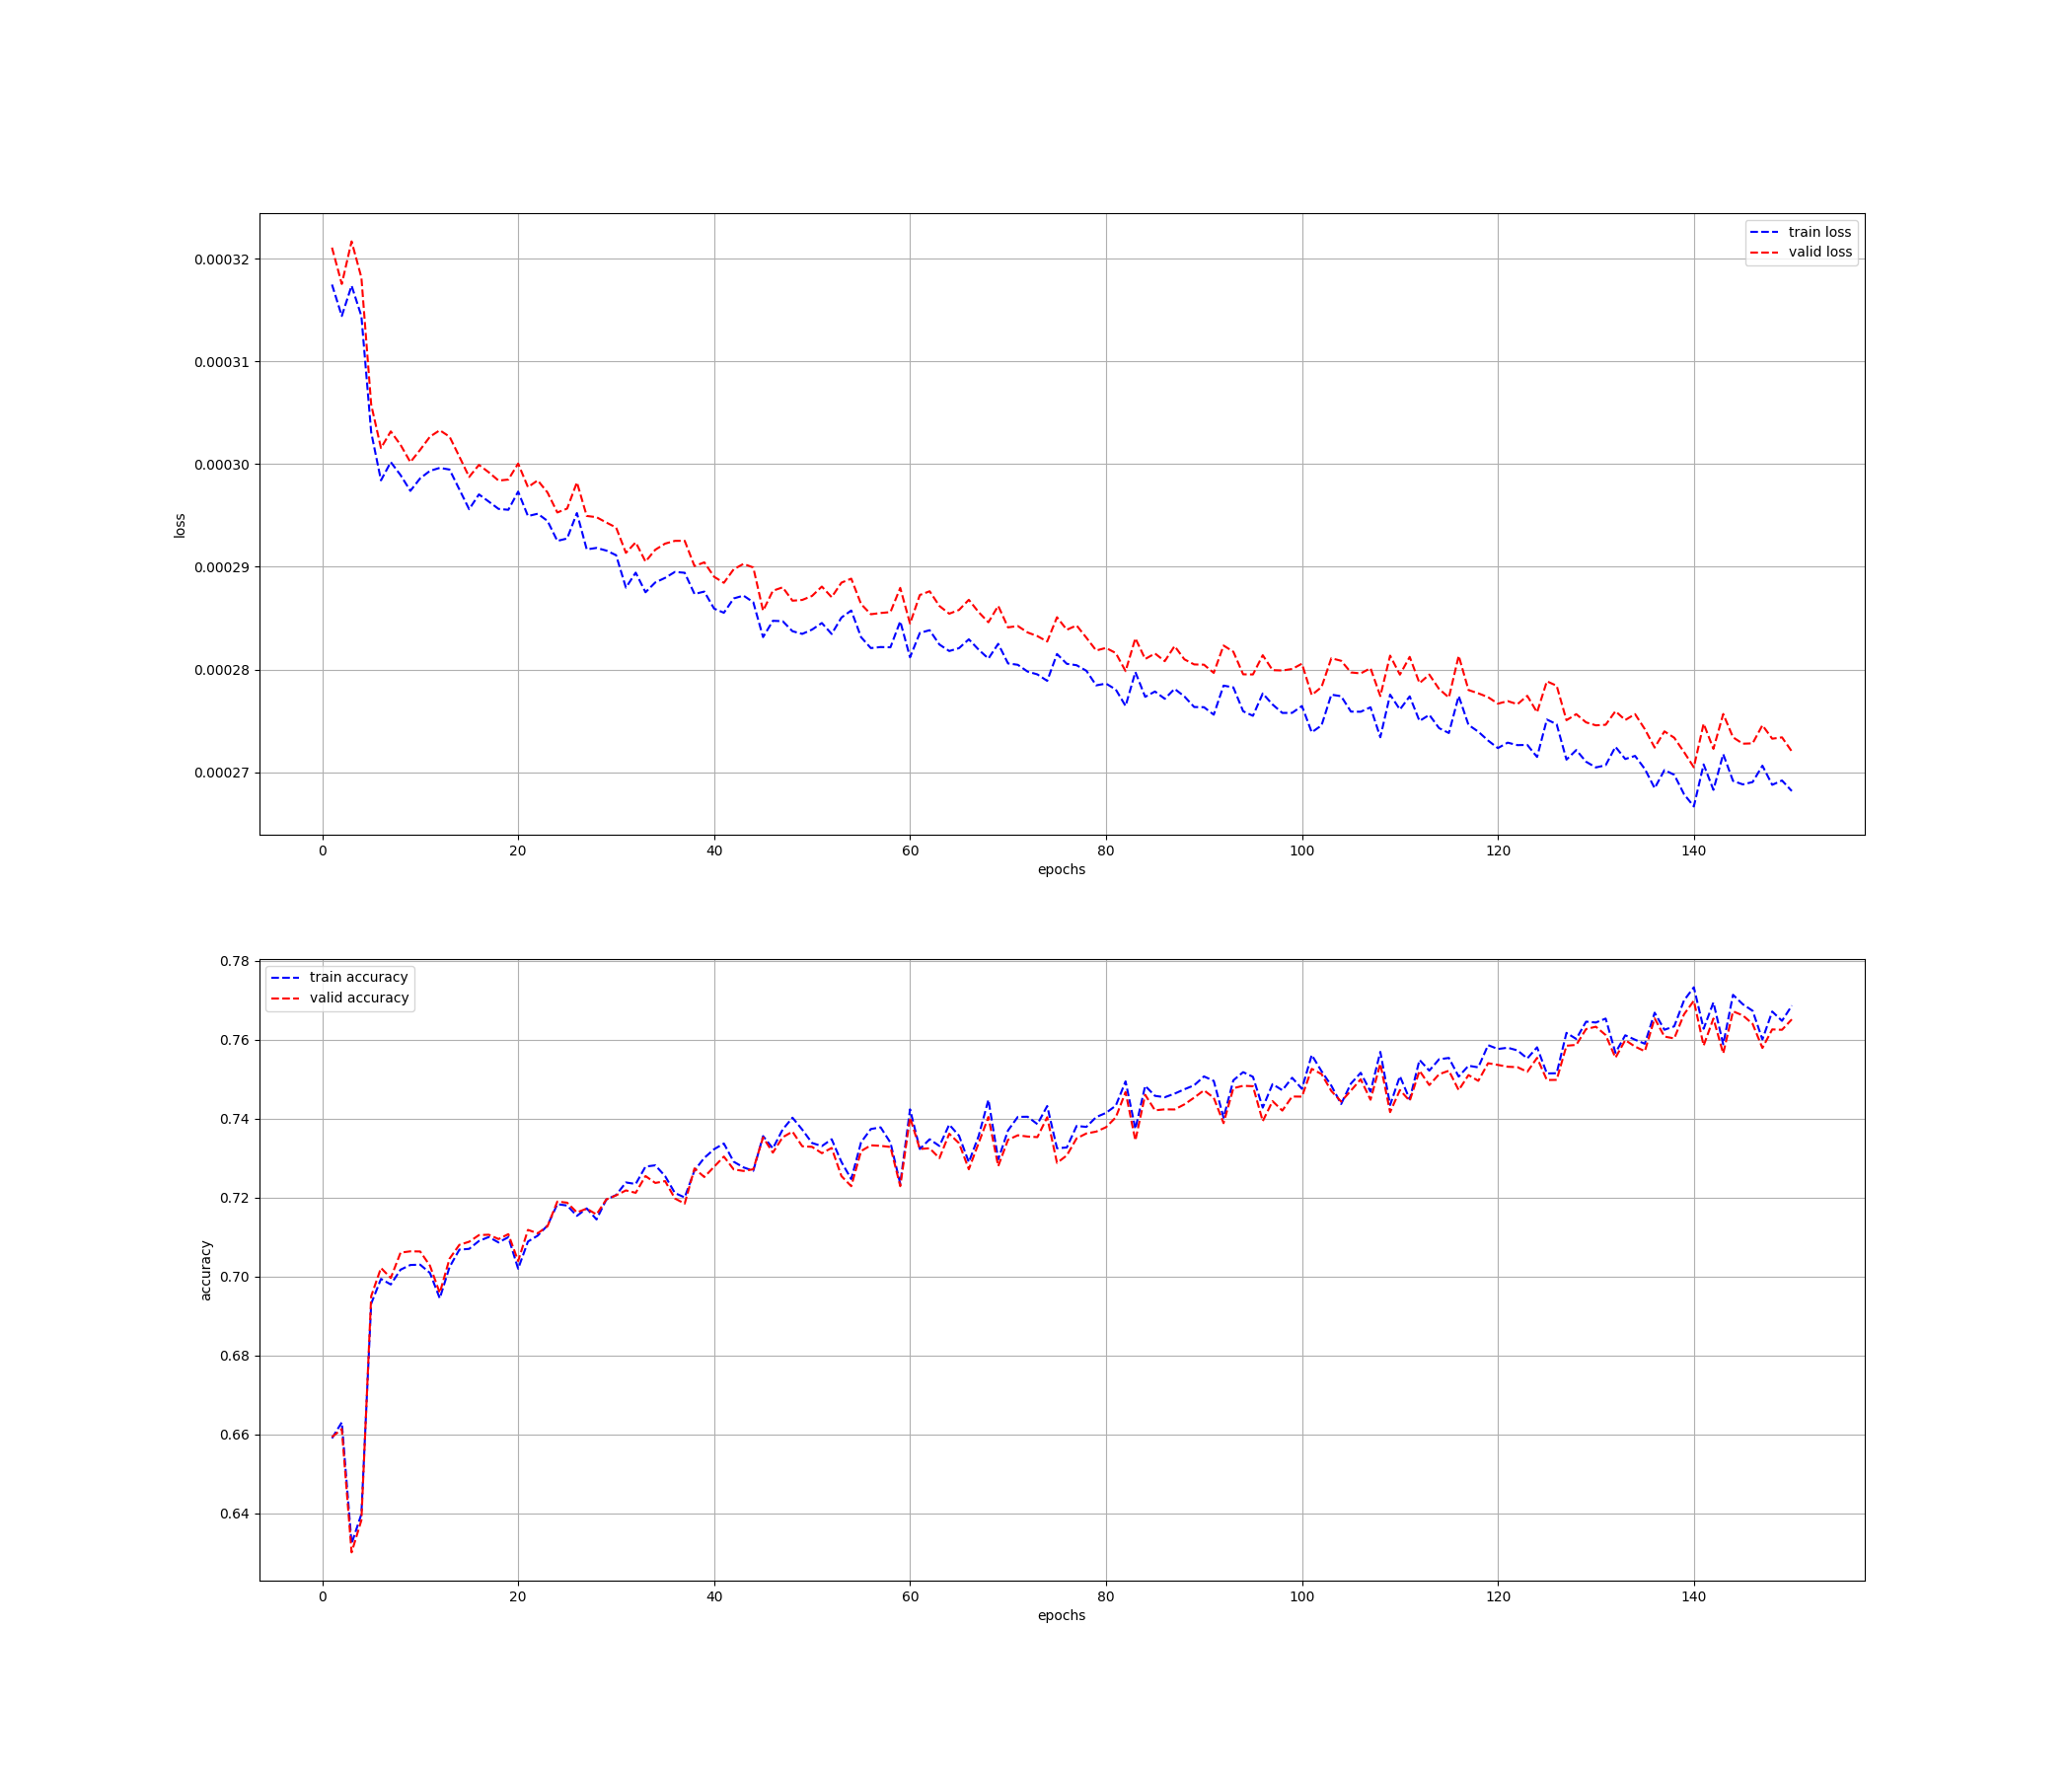 train loss
valid loss
0.00032
0.00031
0.00030
0.00029
0.00028
0.00027
loss
0 20 40 60 80 100 120 140
epochs
train accuracy
valid accuracy
0.78
0.76
0.74
0.72
0.70
0.68
0.66
0.64
accuracy
0 20 40 60 80 100 120 140
epochs